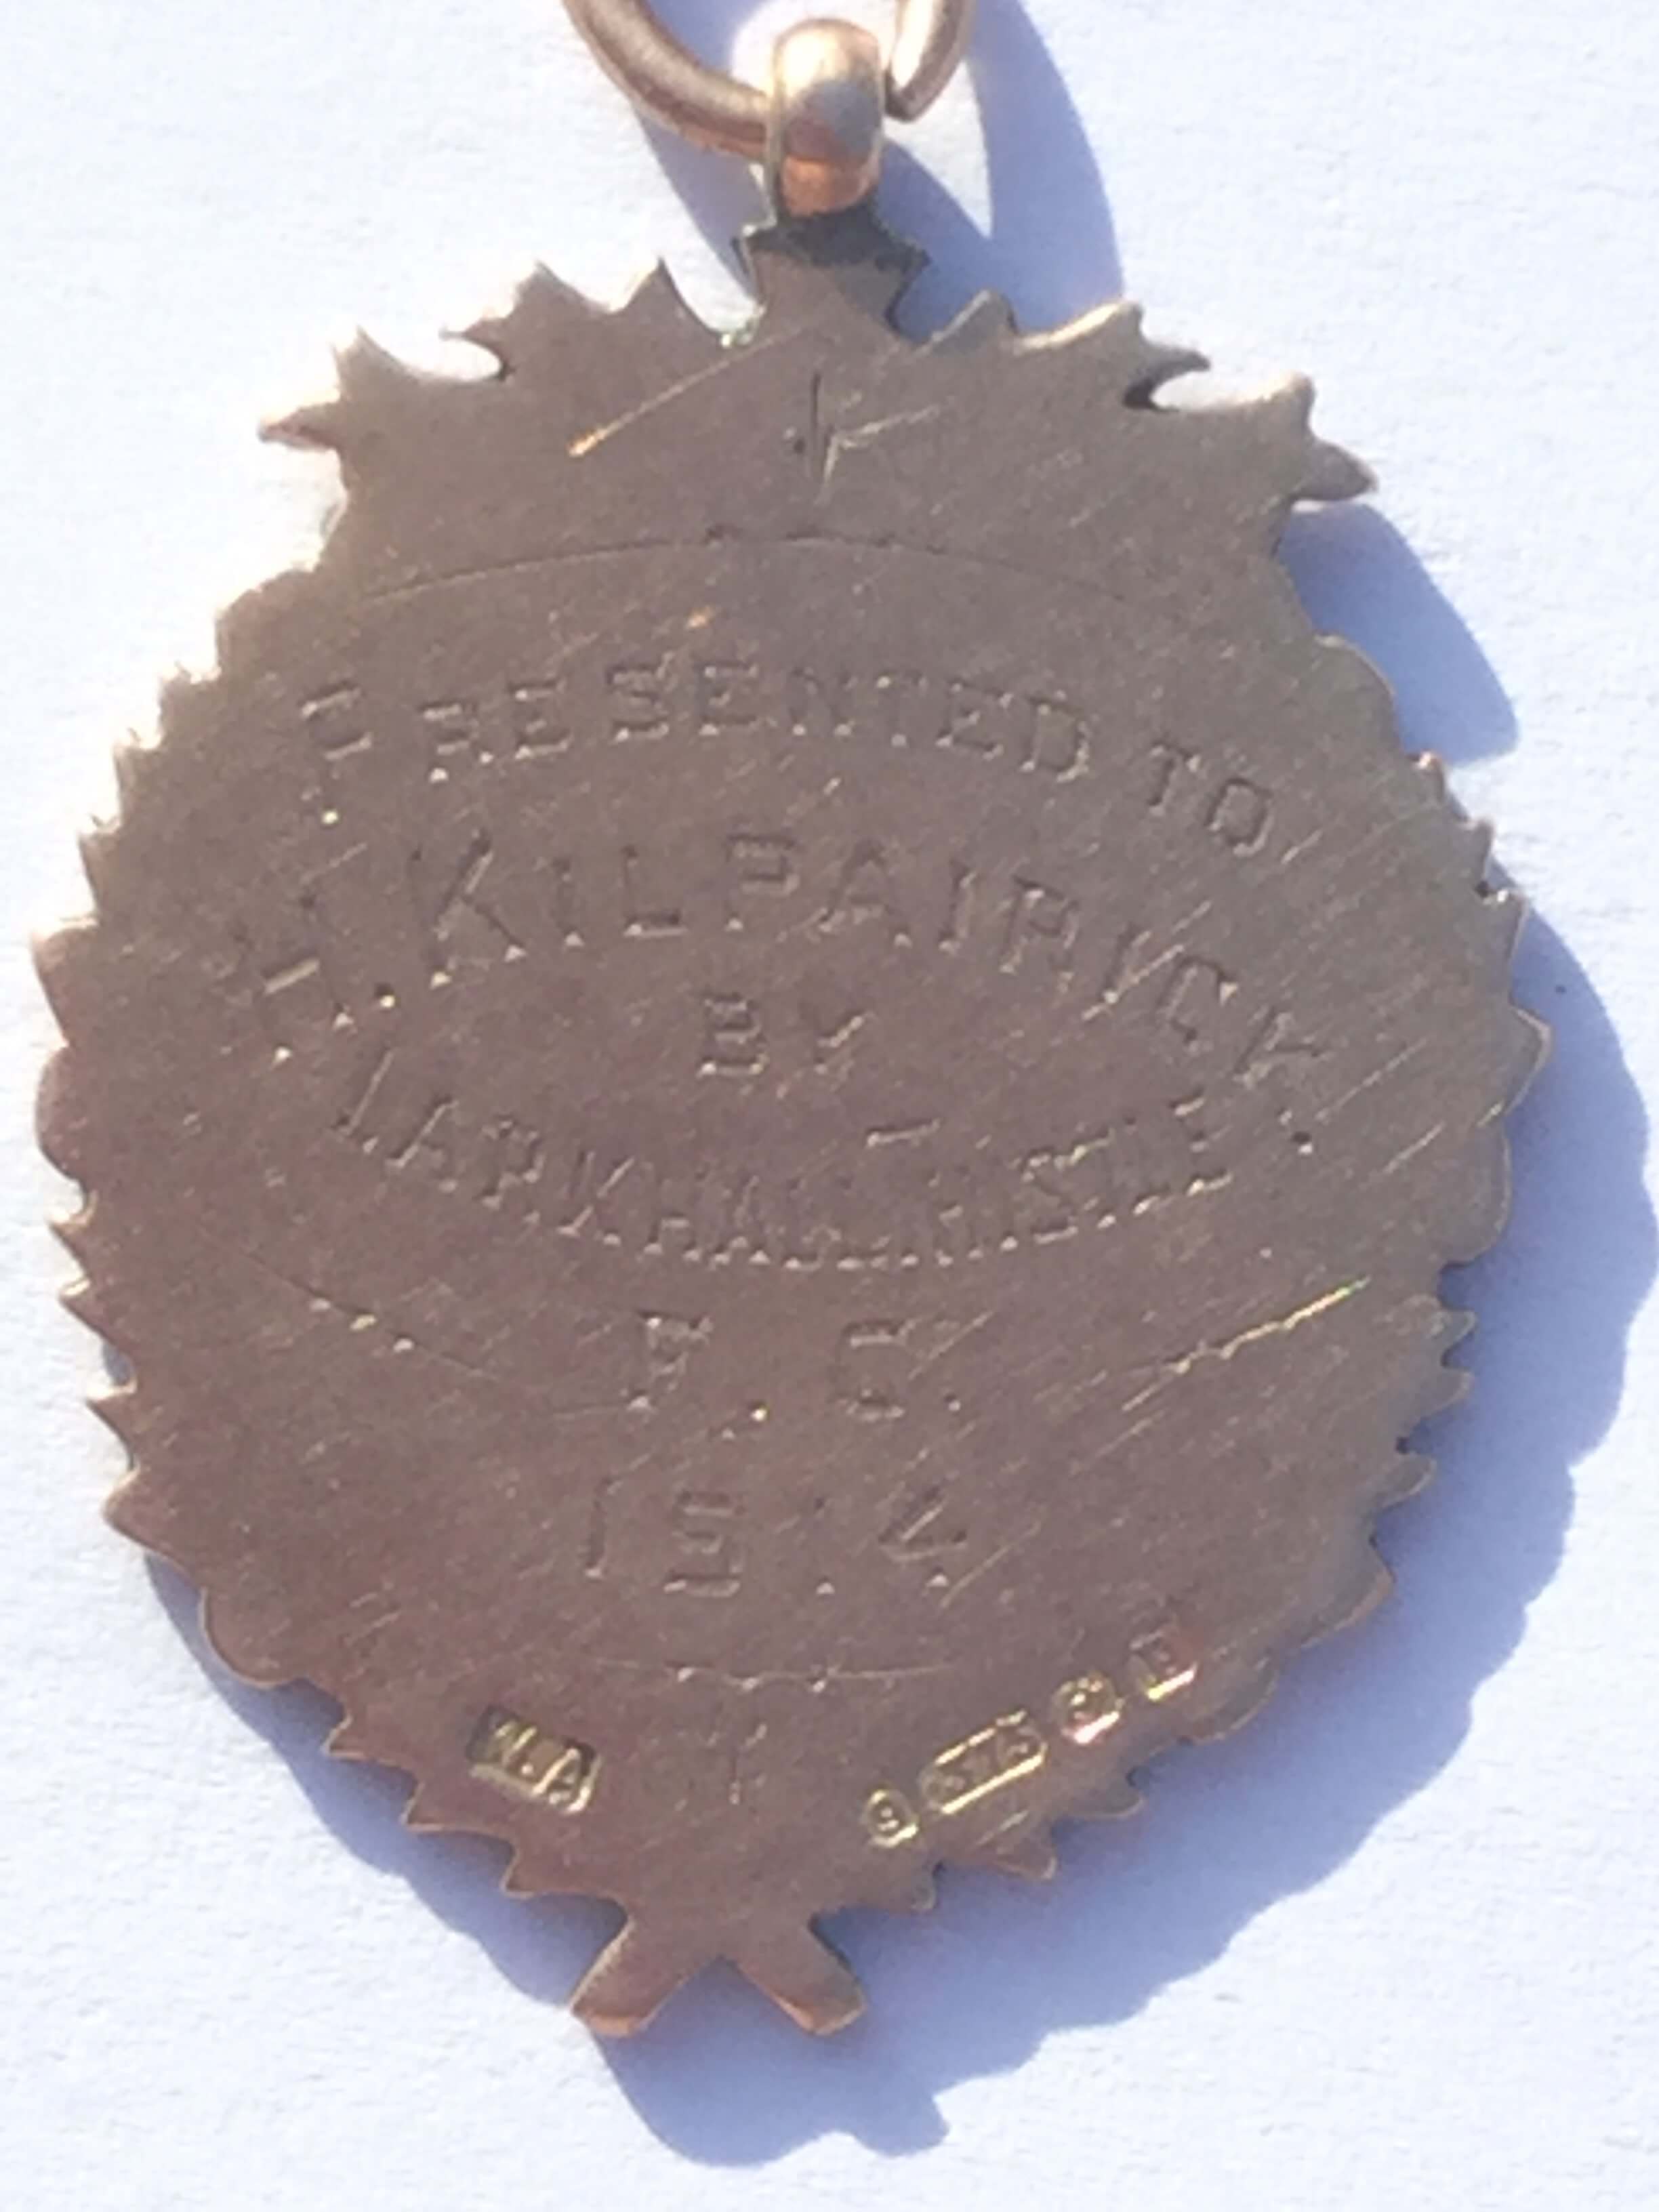 PRESENTED TO
H. KILPATRICK
BY
LARKHALL THISTLE
F. C.
1914
W.A
9 .375